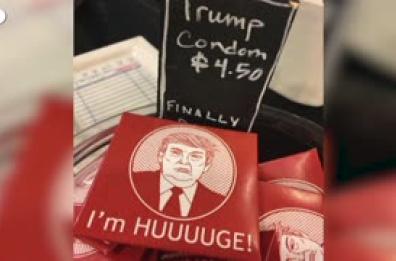 Trump
Condom
$4.50
FINALLY
I'm HUUUUGE!